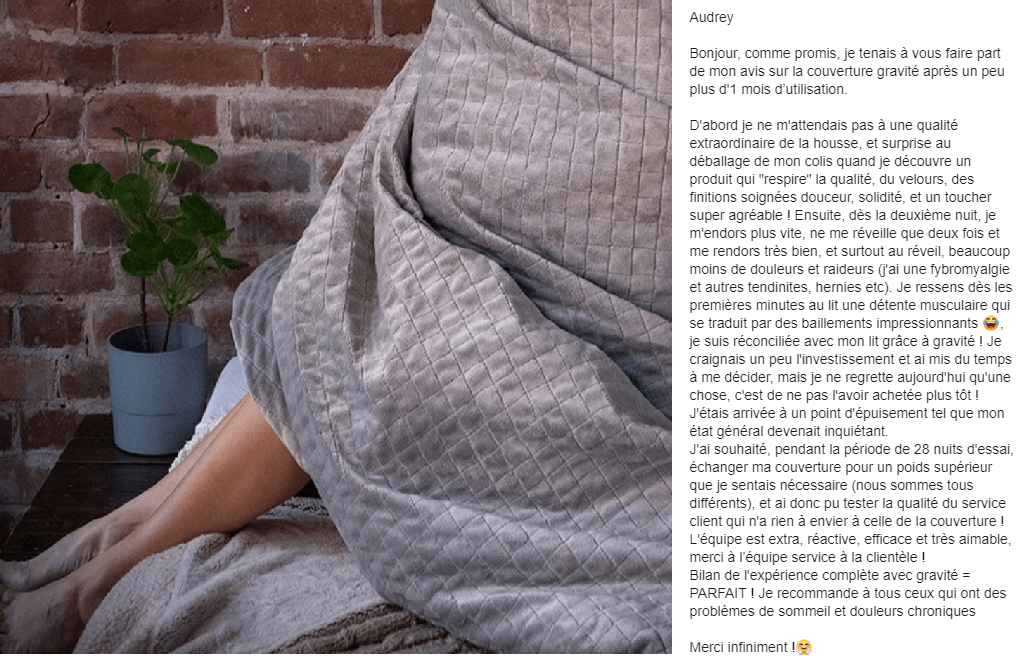 Audrey
Bonjour, comme promis, je tenais à vous faire part
de mon avis sur la couverture gravité après un peu
plus d'1 mois d’utilisation.
D'abord je ne m'attendais pas à une qualité
extraordinaire de la housse, et surprise au
déballage de mon colis quand je découvre un
produit qui "respire" la qualité, du velours, des
finitions soignées douceur, solidité, et un toucher
super agréable ! Ensuite, dès la deuxième nuit, je
m'endors plus vite, ne me réveille que deux fois et
me rendors très bien, et surtout au réveil, beaucoup
moins de douleurs et raideurs (j'ai une fybromyalgie
et autres tendinites, hernies etc). Je ressens dès les
premières minutes au lit une détente musculaire qui
se traduit par des baillements impressionnants 😂,
je suis réconciliée avec mon lit grâce à gravité ! Je
craignais un peu l'investissement et ai mis du temps
à me décider, mais je ne regrette aujourd'hui qu'une
chose, c'est de ne pas l'avoir achetée plus tôt !
J'étais arrivée à un point d'épuisement tel que mon
état général devenait inquiétant.
J'ai souhaité, pendant la période de 28 nuits d'essai,
échanger ma couverture pour un poids supérieur
que je sentais nécessaire (nous sommes tous
différents), et ai donc pu tester la qualité du service
client qui n'a rien à envier à celle de la couverture !
L'équipe est extra, réactive, efficace et très aimable,
merci à l’équipe service à la clientèle !
Bilan de l'expérience complète avec gravité =
PARFAIT ! Je recommande à tous ceux qui ont des
problèmes de sommeil et douleurs chroniques
Merci infiniment !🤗